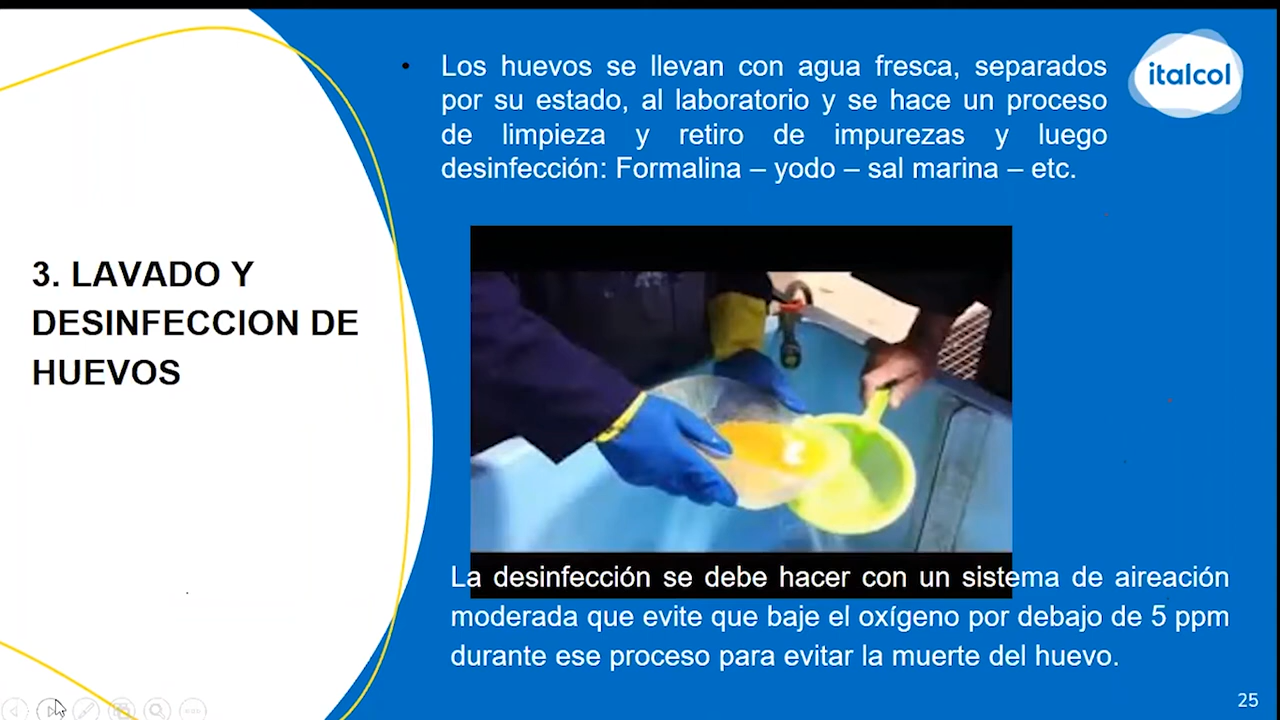 Los huevos se llevan con agua fresca, separados
por su estado, al laboratorio y se hace un proceso
de limpieza y retiro de impurezas y luego
desinfección: Formalina – yodo – sal marina – etc.
italcol
3. LAVADO Y
DESINFECCION DE
HUEVOS
La desinfección se debe hacer con un sistema de aireación
moderada que evite que baje el oxígeno por debajo de 5 ppm
durante ese proceso para evitar la muerte del huevo.
25